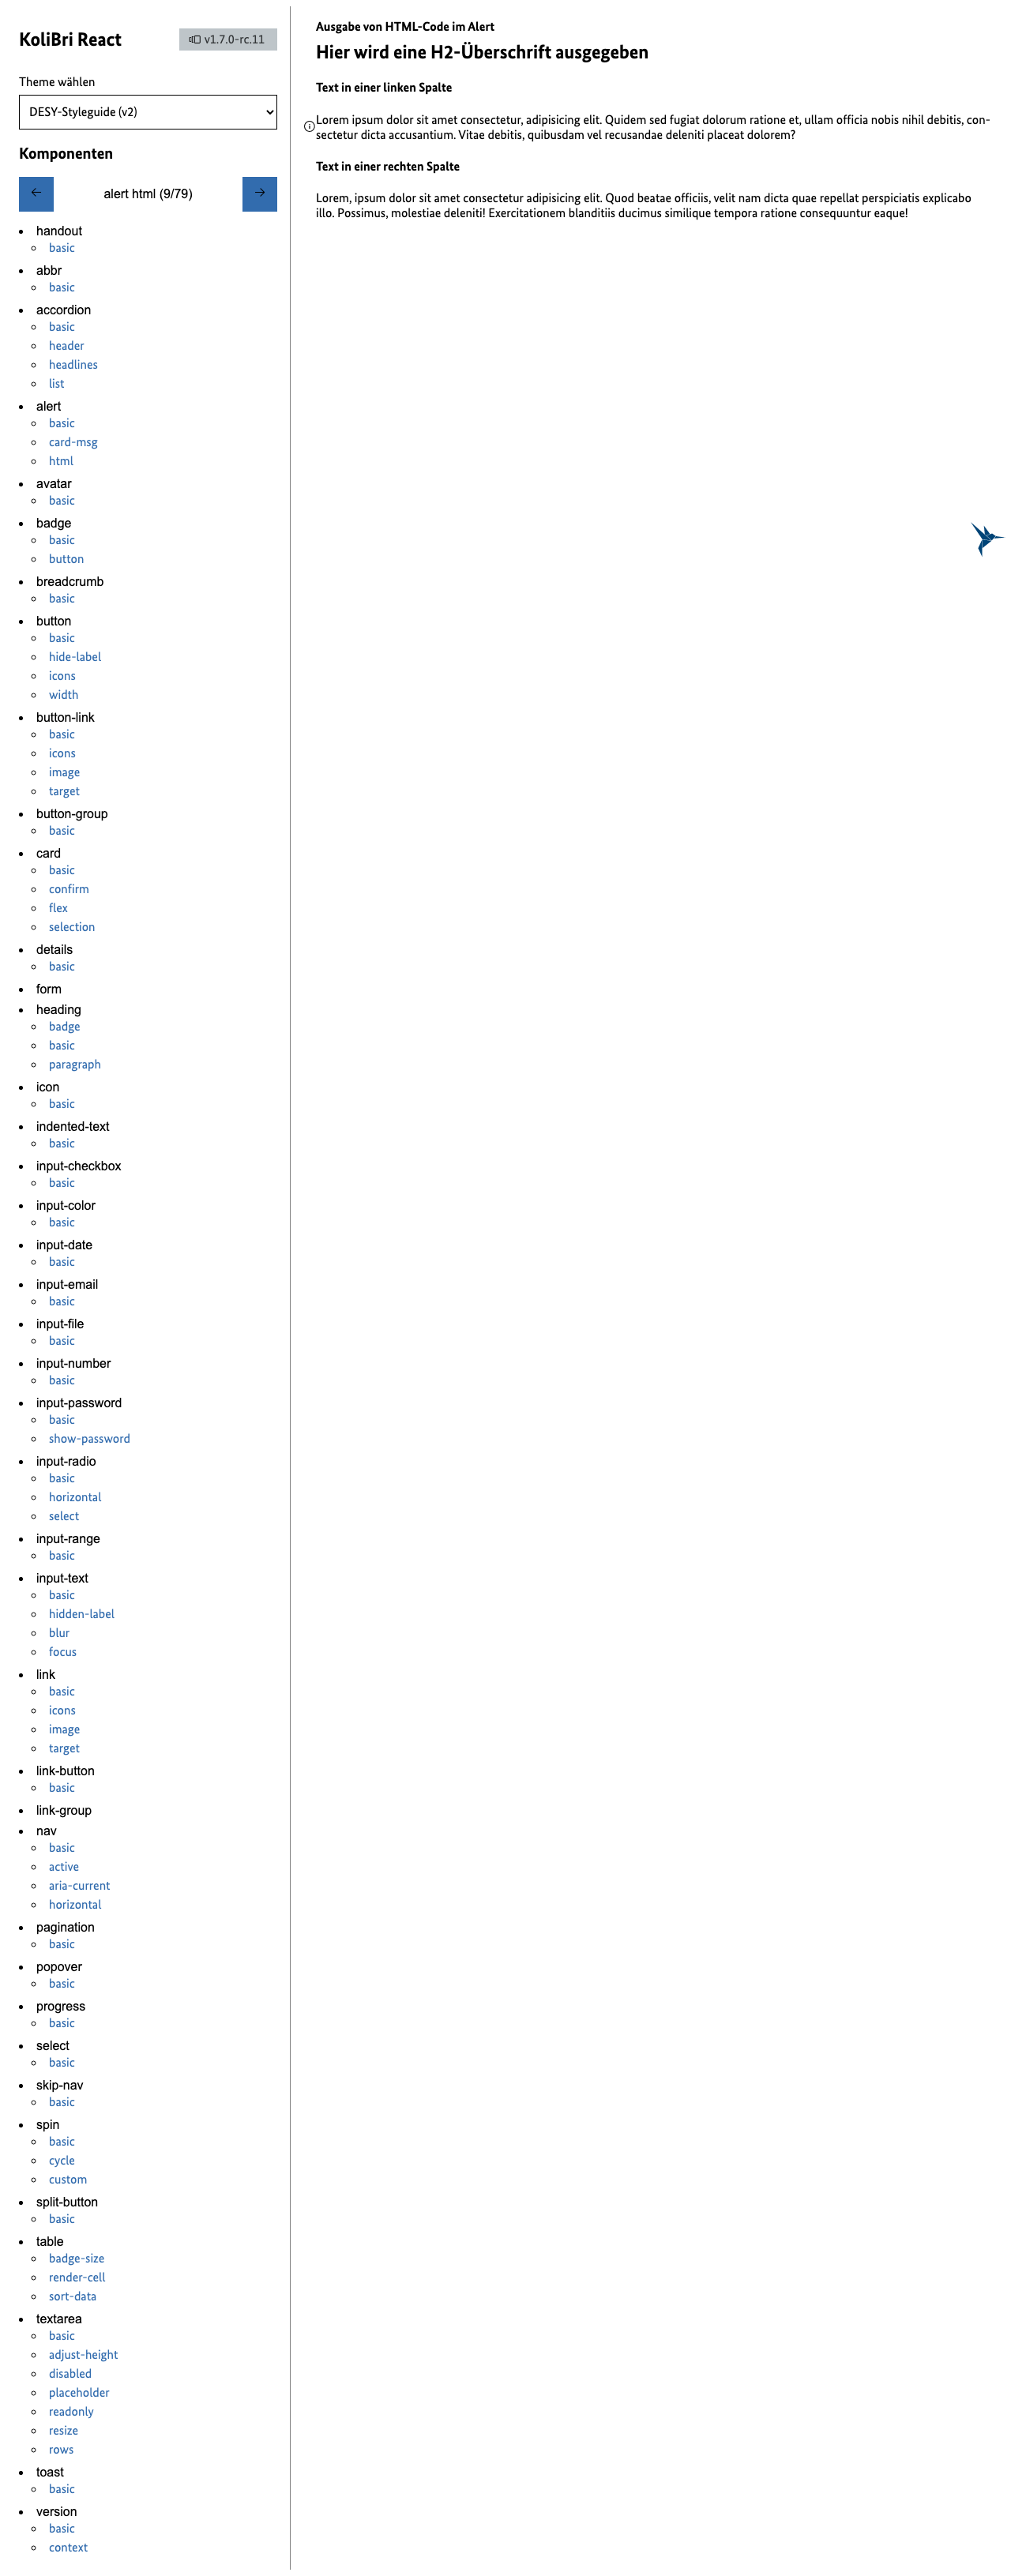 KoliBri React
v1.7.0-rc.11
Theme wählen
DESY-Styleguide (v2)
Komponenten
← alert html (9/79) →
handout
basic
abbr
basic
accordion
basic
header
headlines
list
alert
basic
card-msg
html
avatar
basic
badge
basic
button
breadcrumb
basic
button
basic
hide-label
icons
width
button-link
basic
icons
image
target
button-group
basic
card
basic
confirm
flex
selection
details
basic
form
heading
badge
basic
paragraph
icon
basic
indented-text
basic
input-checkbox
basic
input-color
basic
input-date
basic
input-email
basic
input-file
basic
input-number
basic
input-password
basic
show-password
input-radio
basic
horizontal
select
input-range
basic
input-text
basic
hidden-label
blur
focus
link
basic
icons
image
target
link-button
basic
link-group
nav
basic
active
aria-current
horizontal
pagination
basic
popover
basic
progress
basic
select
basic
skip-nav
basic
spin
basic
cycle
custom
split-button
basic
table
badge-size
render-cell
sort-data
textarea
basic
adjust-height
disabled
placeholder
readonly
resize
rows
toast
basic
version
basic
context
Ausgabe von HTML-Code im Alert
Hier wird eine H2-Überschrift ausgegeben
Text in einer linken Spalte
Lorem ipsum dolor sit amet consectetur, adipisicing elit. Quidem sed fugiat dolorum ratione et, ullam officia nobis nihil debitis, con-
sectetur dicta accusantium. Vitae debitis, quibusdam vel recusandae deleniti placeat dolorem?
Text in einer rechten Spalte
Lorem, ipsum dolor sit amet consectetur adipisicing elit. Quod beatae officiis, velit nam dicta quae repellat perspiciatis explicabo
illo. Possimus, molestiae deleniti! Exercitationem blanditiis ducimus similique tempora ratione consequuntur eaque!